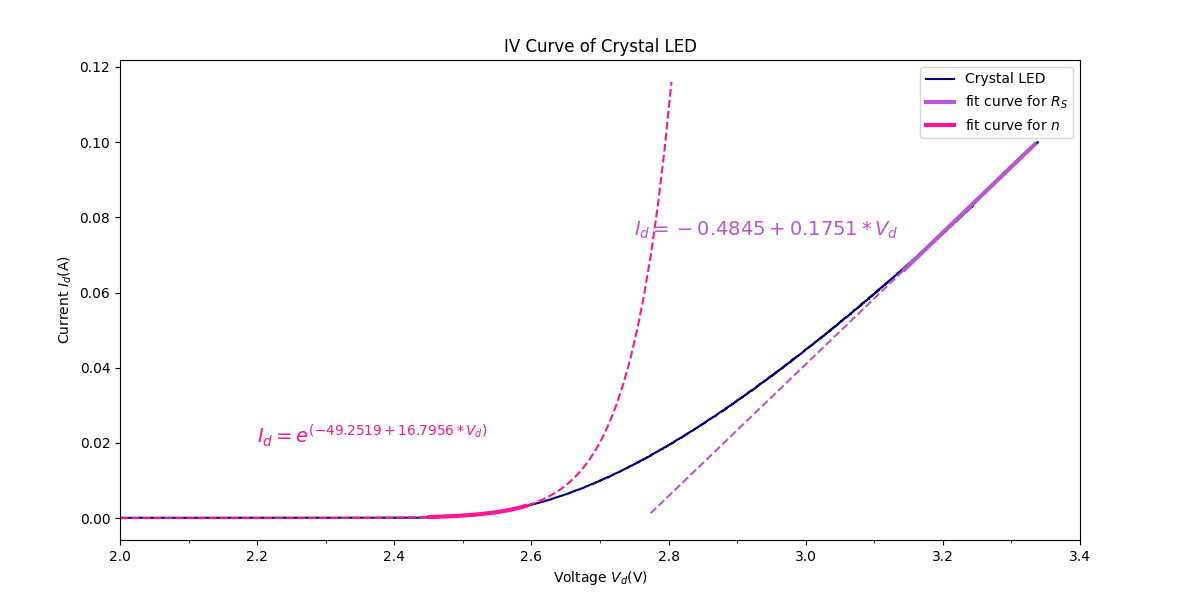 IV Curve of Crystal LED
0.12
0.10
0.08
0.06
0.04
0.02
0.00
Current I_d(A)
Crystal LED
fit curve for R_S
fit curve for n
I_d = −0.4845 + 0.1751 * V_d
I_d = e^(−49.2519+16.7956*V_d)
2.0 2.2 2.4 2.6 2.8 3.0 3.2 3.4
Voltage V_d(V)